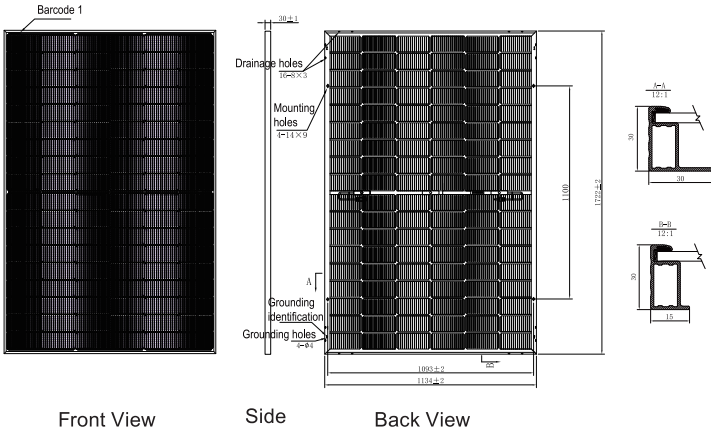 Barcode 1
30±1
Drainage holes
16-8×3
Mounting
holes
4-14×9
1100
1722±2
A
Grounding
identification
Grounding holes
4-ø4
B
1093±2
1134±2
A-A
12:1
30
30
B-B
12:1
30
15
Front View
Side
Back View